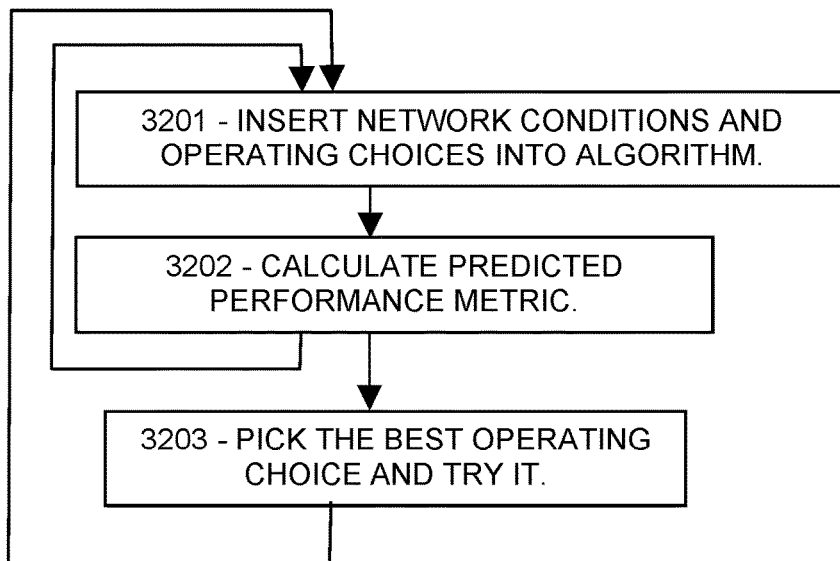 3201 - INSERT NETWORK CONDITIONS AND
OPERATING CHOICES INTO ALGORITHM.
3202 - CALCULATE PREDICTED
PERFORMANCE METRIC.
3203 - PICK THE BEST OPERATING
CHOICE AND TRY IT.